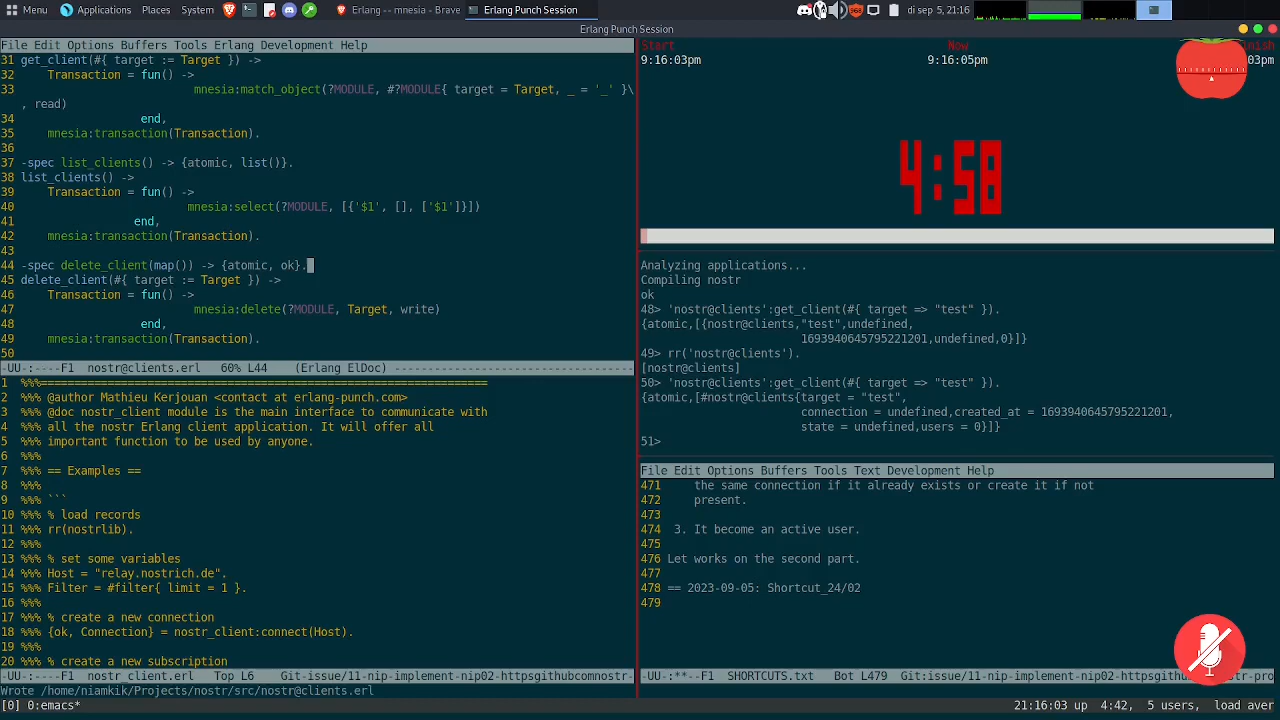 Menu Applications Places System Erlang -- mnesia - Brave Erlang Punch Session 968 di sep 5, 21:16
Erlang Punch Session
File Edit Options Buffers Tools Erlang Development Help
31 get_client(#{ target := Target }) ->
32     Transaction = fun() ->
33                           mnesia:match_object(?MODULE, #?MODULE{ target = Target, _ = '_' }\
, read)
34                   end,
35     mnesia:transaction(Transaction).
36
37 -spec list_clients() -> {atomic, list()}.
38 list_clients() ->
39     Transaction = fun() ->
40                          mnesia:select(?MODULE, [{'$1', [], ['$1']}])
41                  end,
42     mnesia:transaction(Transaction).
43
44 -spec delete_client(map()) -> {atomic, ok}.
45 delete_client(#{ target := Target }) ->
46     Transaction = fun() ->
47                           mnesia:delete(?MODULE, Target, write)
48                   end,
49     mnesia:transaction(Transaction).
50
-UU-:----F1  nostr@clients.erl   60% L44    (Erlang ElDoc) ------------------------------------
1  %%%===================================================================
2  %%% @author Mathieu Kerjouan <contact at erlang-punch.com>
3  %%% @doc nostr_client module is the main interface to communicate with
4  %%% all the nostr Erlang client application. It will offer all
5  %%% important function to be used by anyone.
6  %%%
7  %%% == Examples ==
8  %%%
9  %%% ```
10 %%% % load records
11 %%% rr(nostrlib).
12 %%%
13 %%% % set some variables
14 %%% Host = "relay.nostrich.de".
15 %%% Filter = #filter{ limit = 1 }.
16 %%%
17 %%% % create a new connection
18 %%% {ok, Connection} = nostr_client:connect(Host).
19 %%%
20 %%% % create a new subscription
-UU-:----F1  nostr_client.erl   Top L6    Git-issue/11-nip-implement-nip02-httpsgithubcomnostr-
Wrote /home/niamkik/Projects/nostr/src/nostr@clients.erl
Start Now inish
9:16:03pm 9:16:05pm 03pm
4:58
Analyzing applications...
Compiling nostr
ok
48> 'nostr@clients':get_client(#{ target => "test" }).
{atomic,[{nostr@clients,"test",undefined,
                        1693940645795221201,undefined,0}]}
49> rr('nostr@clients').
[nostr@clients]
50> 'nostr@clients':get_client(#{ target => "test" }).
{atomic,[#nostr@clients{target = "test",
                        connection = undefined,created_at = 1693940645795221201,
                        state = undefined,users = 0}]}
51>
File Edit Options Buffers Tools Text Development Help
471     the same connection if it already exists or create it if not
472     present.
473
474  3. It become an active user.
475
476 Let works on the second part.
477
478 == 2023-09-05: Shortcut_24/02
479
-UU-:**--F1  SHORTCUTS.txt   Bot L479   Git:issue/11-nip-implement-nip02-httpsgithubcomnostr-pro
[0] 0:emacs* 21:16:03 up  4:42,  5 users,  load aver